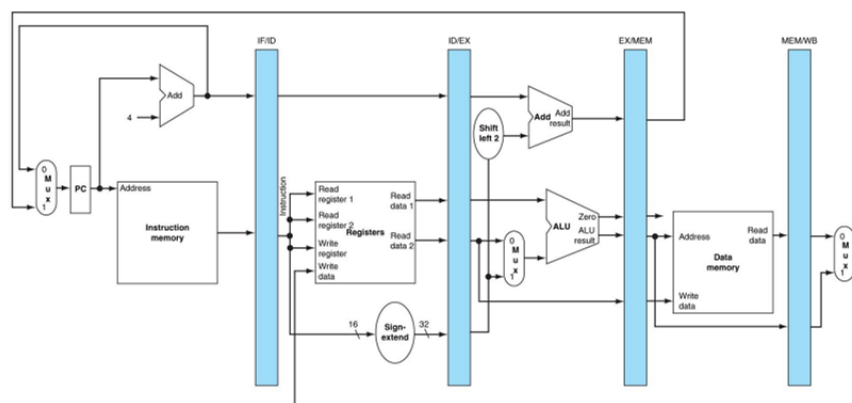 IF/ID
ID/EX
EX/MEM
MEM/WB
Add
4
Shift
left 2
Add
Add
result
0
M
u
x
1
PC
Address
Instruction
memory
Instruction
Read
register 1
Read
register 2
Write
register
Write
data
Registers
Read
data 1
Read
data 2
0
M
u
x
1
Zero
ALU
ALU
result
Address
Read
data
Data
memory
Write
data
0
M
u
x
1
16
Sign-
extend
32